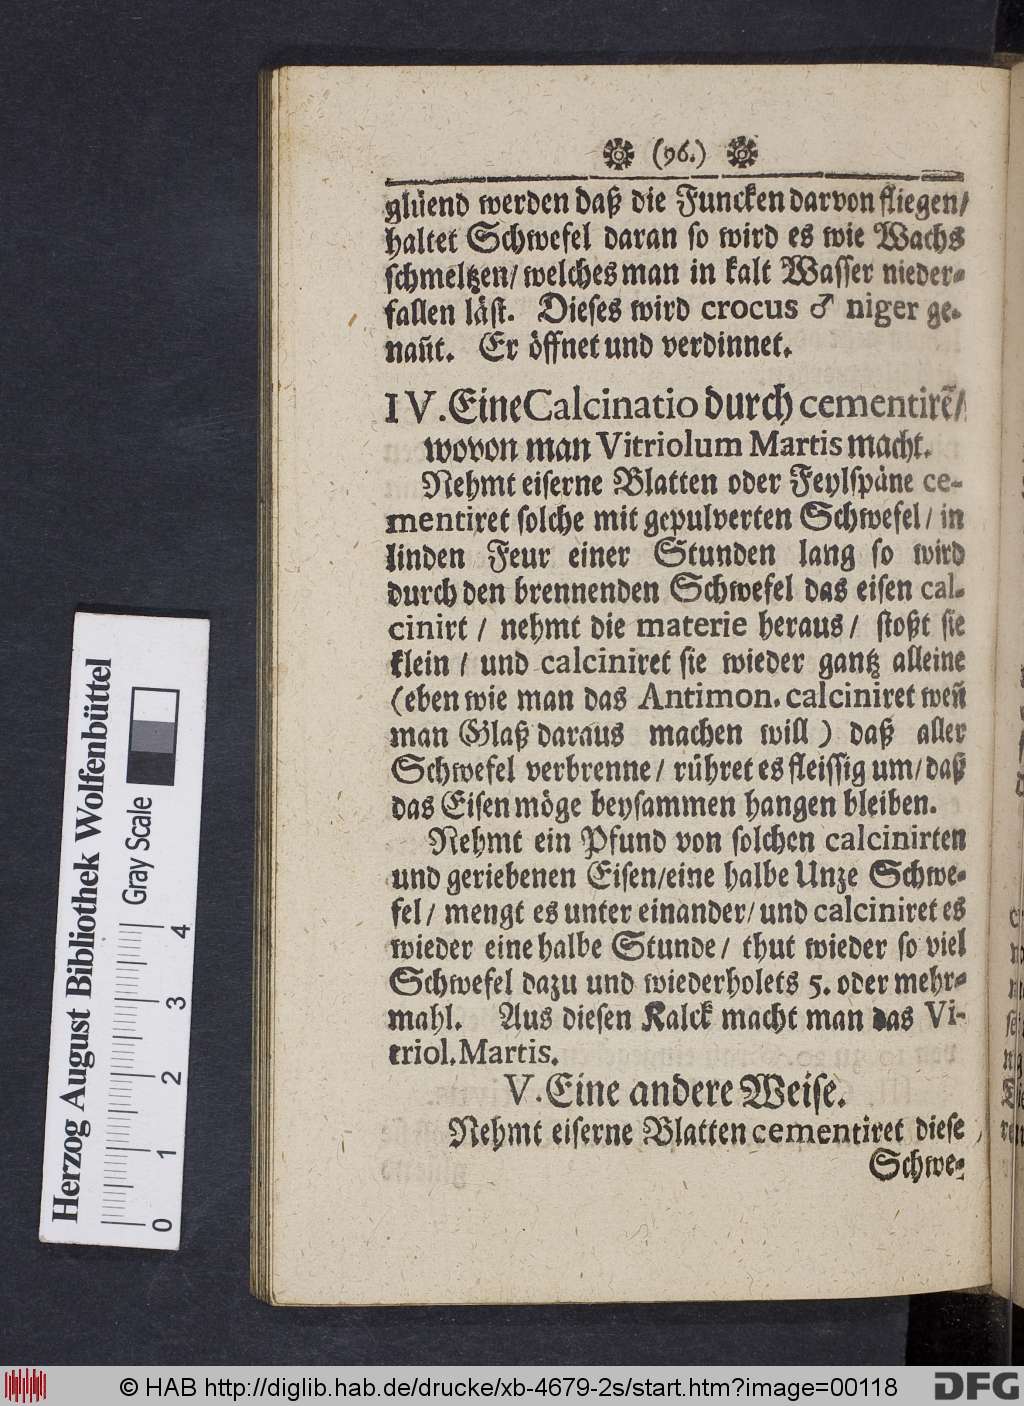 (96.)
glüend werden daß die Funcken darvon fliegen/
haltet Schwefel daran so wird es wie Wachs
schmeltzen/ welches man in kalt Wasser nieder-
fallen läst. Dieses wird crocus ♂ niger ge-
nañt. Er öffnet und verdinnet.
IV. Eine Calcinatio durch cementirẽ/
wovon man Vitriolum Martis macht.
Nehmt eiserne Blatten oder Feylspäne ce-
mentiret solche mit gepulverten Schwefel/ in
linden Feur einer Stunden lang so wird
durch den brennenden Schwefel das eisen cal-
cinirt / nehmt die materie heraus/ stoßt sie
klein / und calciniret sie wieder gantz alleine
(eben wie man das Antimon. calciniret weñ
man Glaß daraus machen will) daß aller
Schwefel verbrenne/ rühret es fleissig um/ daß
das Eisen möge beysammen hangen bleiben.
Nehmt ein Pfund von solchen calcinirten
und geriebenen Eisen/eine halbe Unze Schwe-
fel/ mengt es unter einander/ und calciniret es
wieder eine halbe Stunde/ thut wieder so viel
Schwefel dazu und wiederholets 5. oder mehr-
mahl. Aus diesen Kalck macht man das Vi-
triol. Martis.
V. Eine andere Weise.
Nehmt eiserne Blatten cementiret diese
Schwe-
Herzog August Bibliothek Wolfenbüttel
Gray Scale
0 1 2 3 4
© HAB http://diglib.hab.de/drucke/xb-4679-2s/start.htm?image=00118
DFG